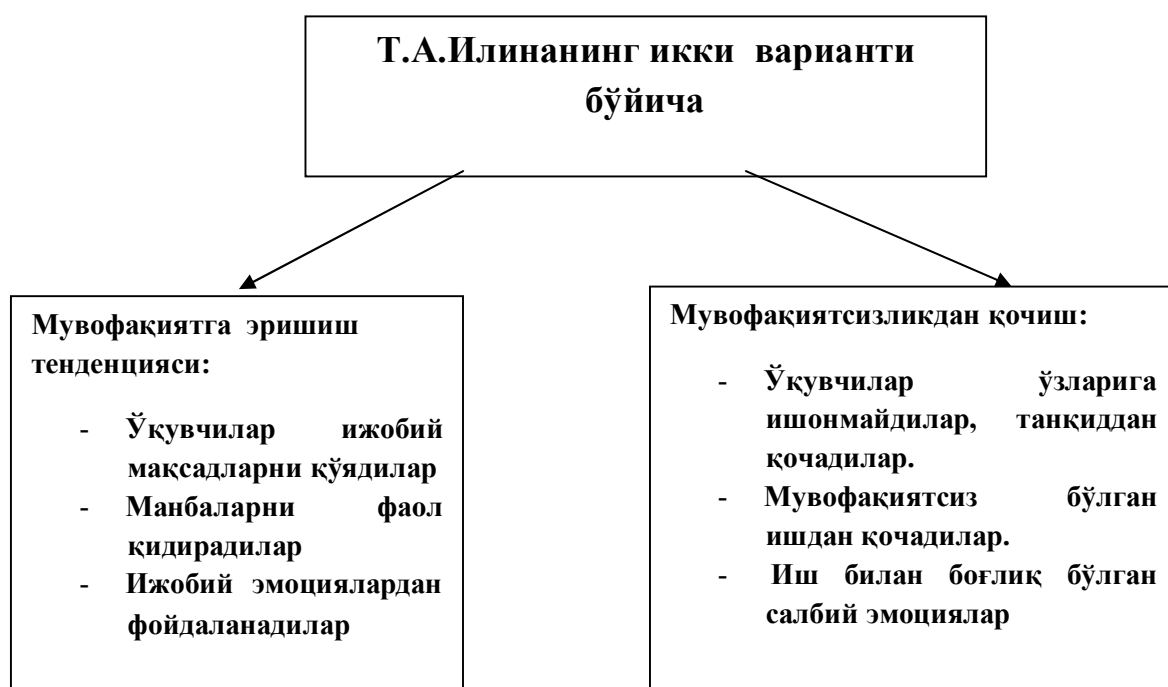 Т.А.Илинанинг икки варианти
бўйича
Мувофақиятга эришиш
тенденцияси:
- Ўқувчилар ижобий
мақсадларни қўядилар
- Манбаларни фаол
қидирадилар
- Ижобий эмоциялардан
фойдаланадилар
Мувофақиятсизликдан қочиш:
- Ўқувчилар ўзларига
ишонмайдилар, танқиддан
қочадилар.
- Мувофақиятсиз бўлган
ишдан қочадилар.
- Иш билан боғлиқ бўлган
салбий эмоциялар